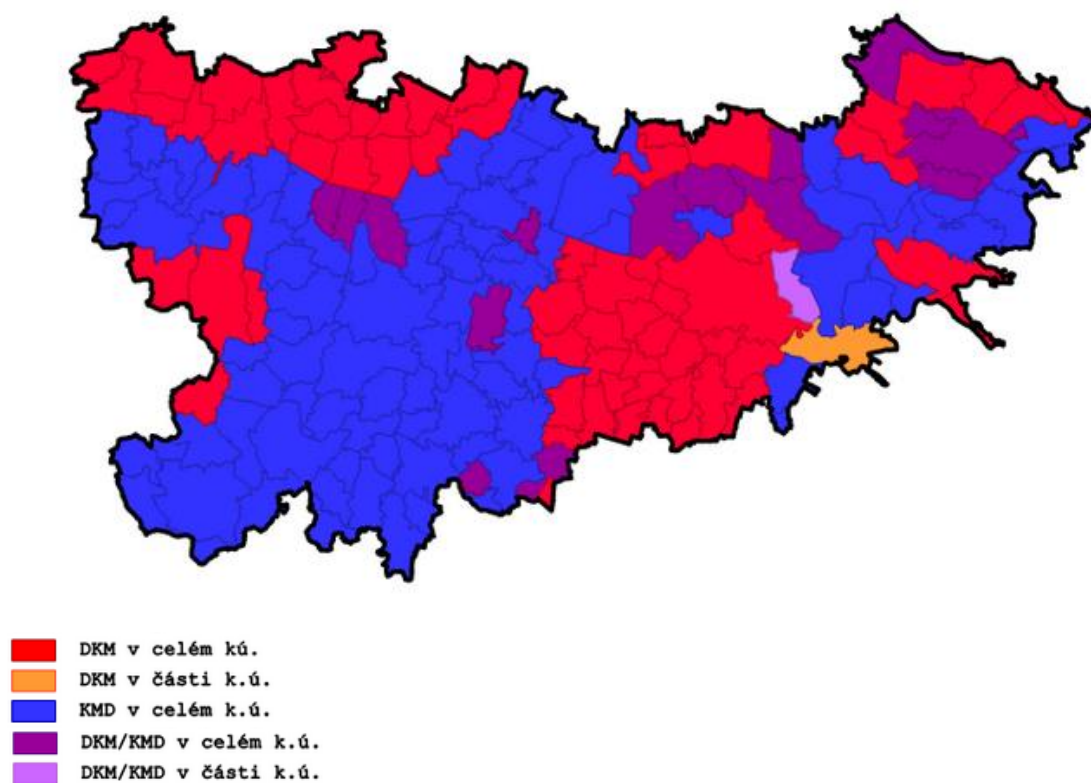 DKM v celém kú.
DKM v části k.ú.
KMD v celém k.ú.
DKM/KMD v celém k.ú.
DKM/KMD v části k.ú.